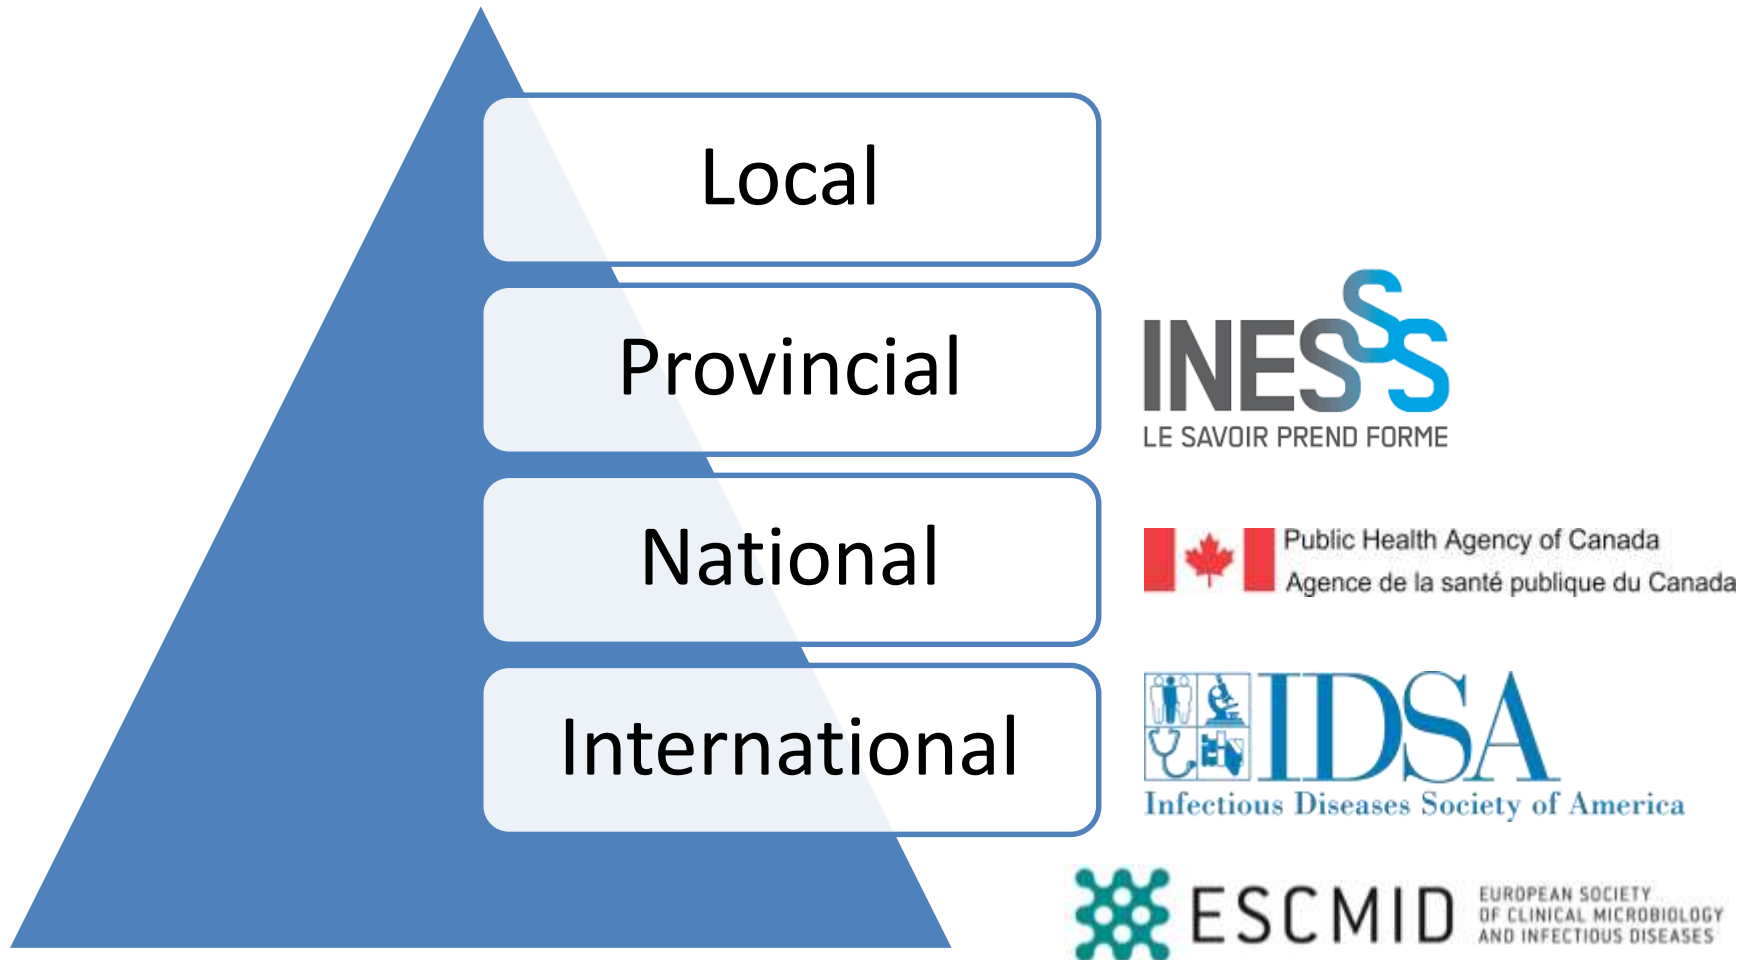 Local
Provincial
INESSS
LE SAVOIR PREND FORME
National
Public Health Agency of Canada
Agence de la santé publique du Canada
International
IDSA
Infectious Diseases Society of America
ESCMID
EUROPEAN SOCIETY
OF CLINICAL MICROBIOLOGY
AND INFECTIOUS DISEASES